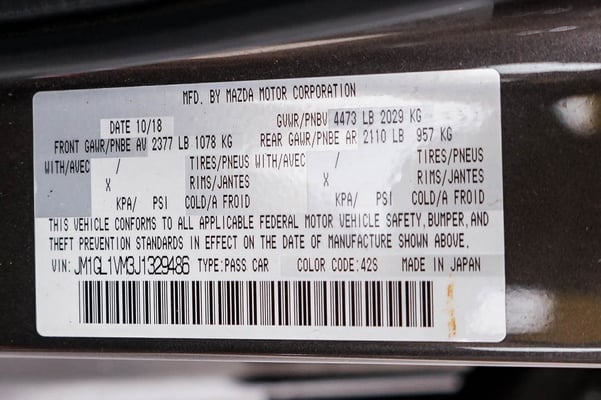 MFD. BY MAZDA MOTOR CORPORATION
DATE 10/18 GVWR/PNBV 4473 LB 2029 KG
FRONT GAWR/PNBE AV 2377 LB 1078 KG REAR GAWR/PNBE AR 2110 LB 957 KG
WITH/AVEC / TIRES/PNEUS WITH/AVEC / TIRES/PNEUS
X RIMS/JANTES X RIMS/JANTES
KPA/ PSI COLD/A FROID KPA/ PSI COLD/A FROID
THIS VEHICLE CONFORMS TO ALL APPLICABLE FEDERAL MOTOR VEHICLE SAFETY, BUMPER, AND
THEFT PREVENTION STANDARDS IN EFFECT ON THE DATE OF MANUFACTURE SHOWN ABOVE.
VIN: JM1GL1VM3J1329486 TYPE:PASS CAR COLOR CODE:42S MADE IN JAPAN